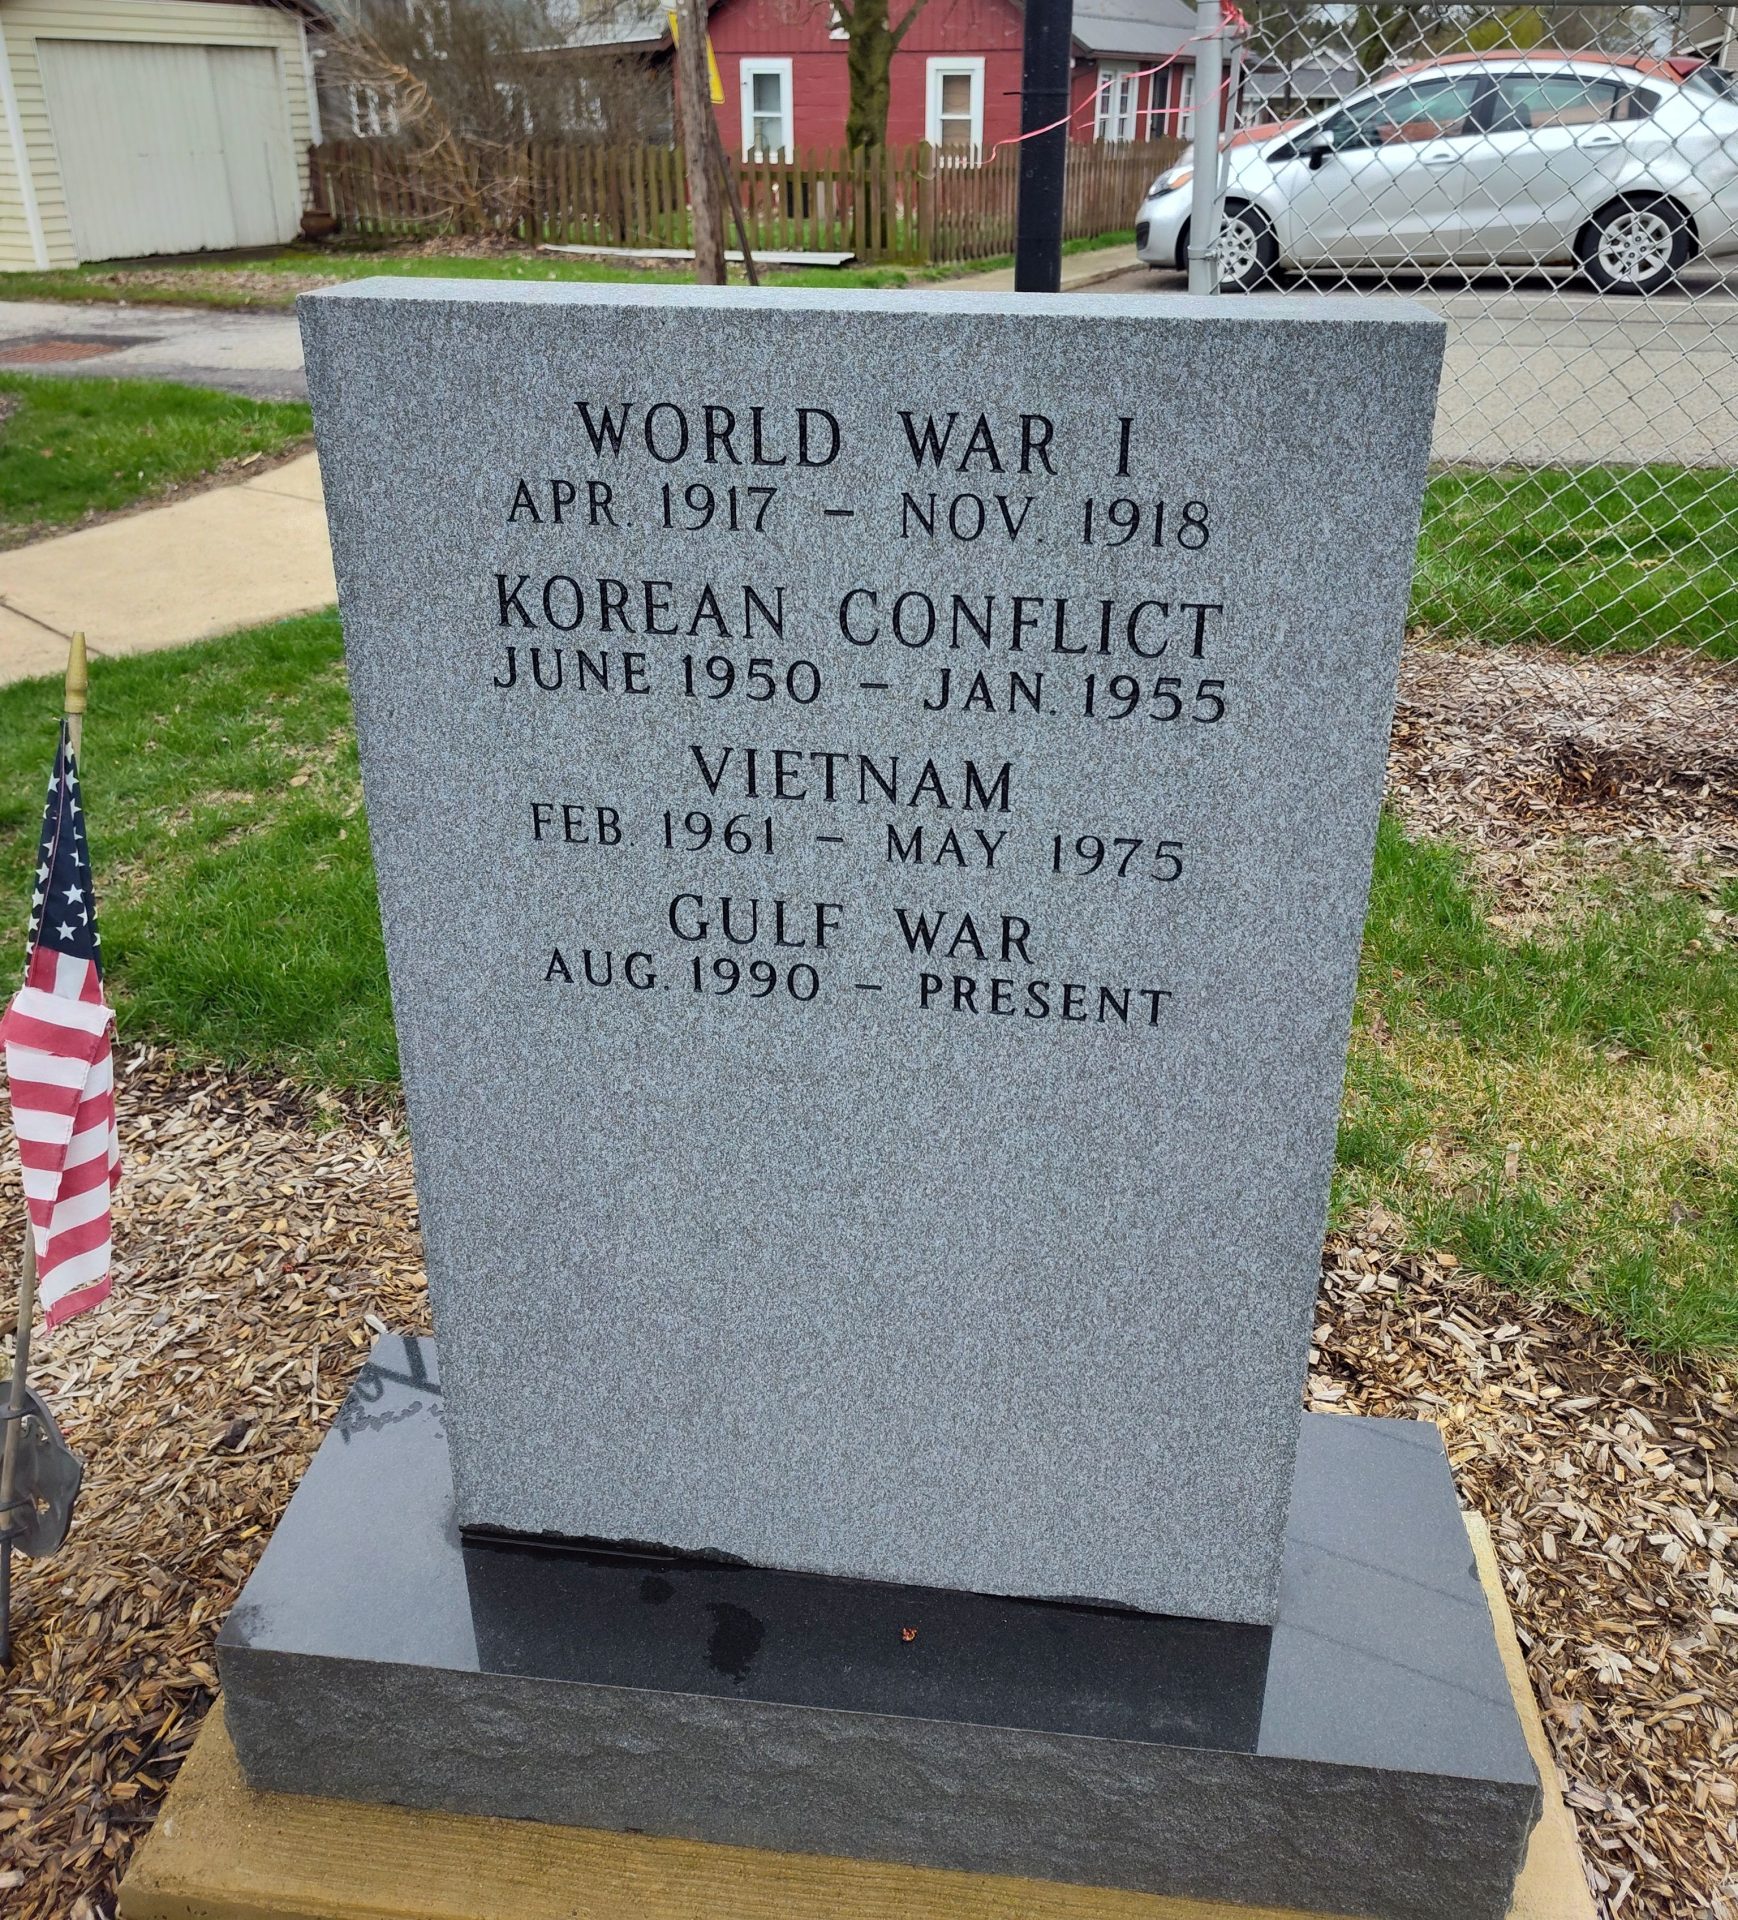 WORLD WAR I
APR. 1917 – NOV. 1918
KOREAN CONFLICT
JUNE 1950 – JAN. 1955
VIETNAM
FEB. 1961 – MAY 1975
GULF WAR
AUG. 1990 – PRESENT